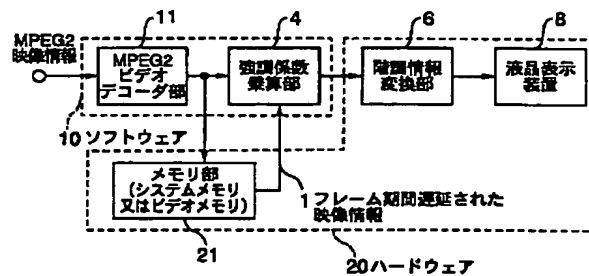 MPEG2
映像情報
11
MPEG2
ビデオ
デコーダ部
4
強調係数
乗算部
6
階調情報
変換部
8
液晶表示
装置
10 ソフトウェア
メモリ部
(システムメモリ
又はビデオメモリ)
21
1フレーム期間遅延された
映像情報
20 ハードウェア